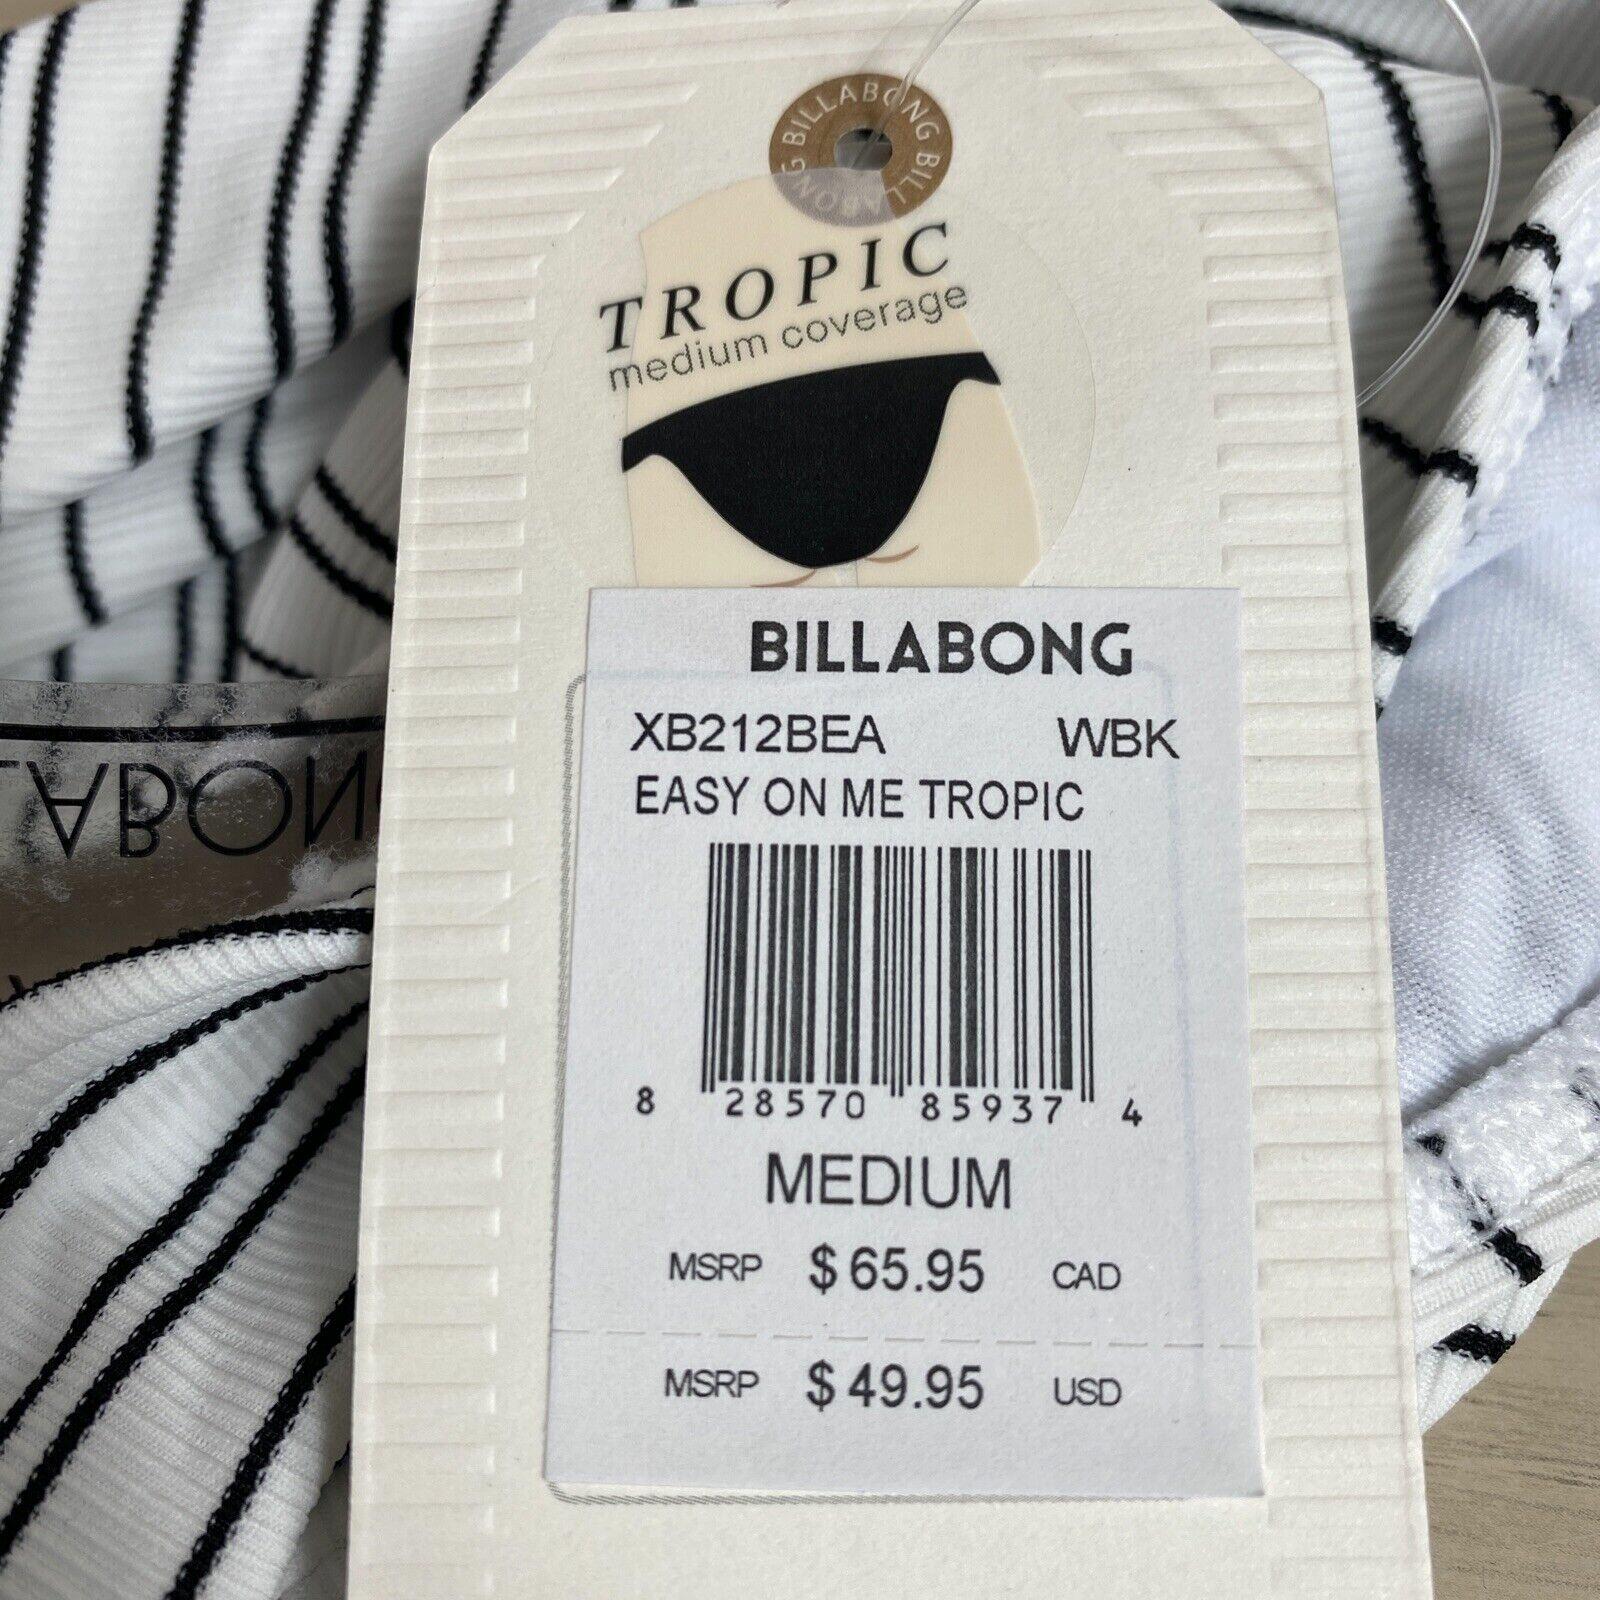 BILLABONG BILLABONG
TROPIC
medium coverage
BILLABONG
XB212BEA WBK
EASY ON ME TROPIC
8 28570 85937 4
MEDIUM
MSRP $65.95 CAD
MSRP $49.95 USD